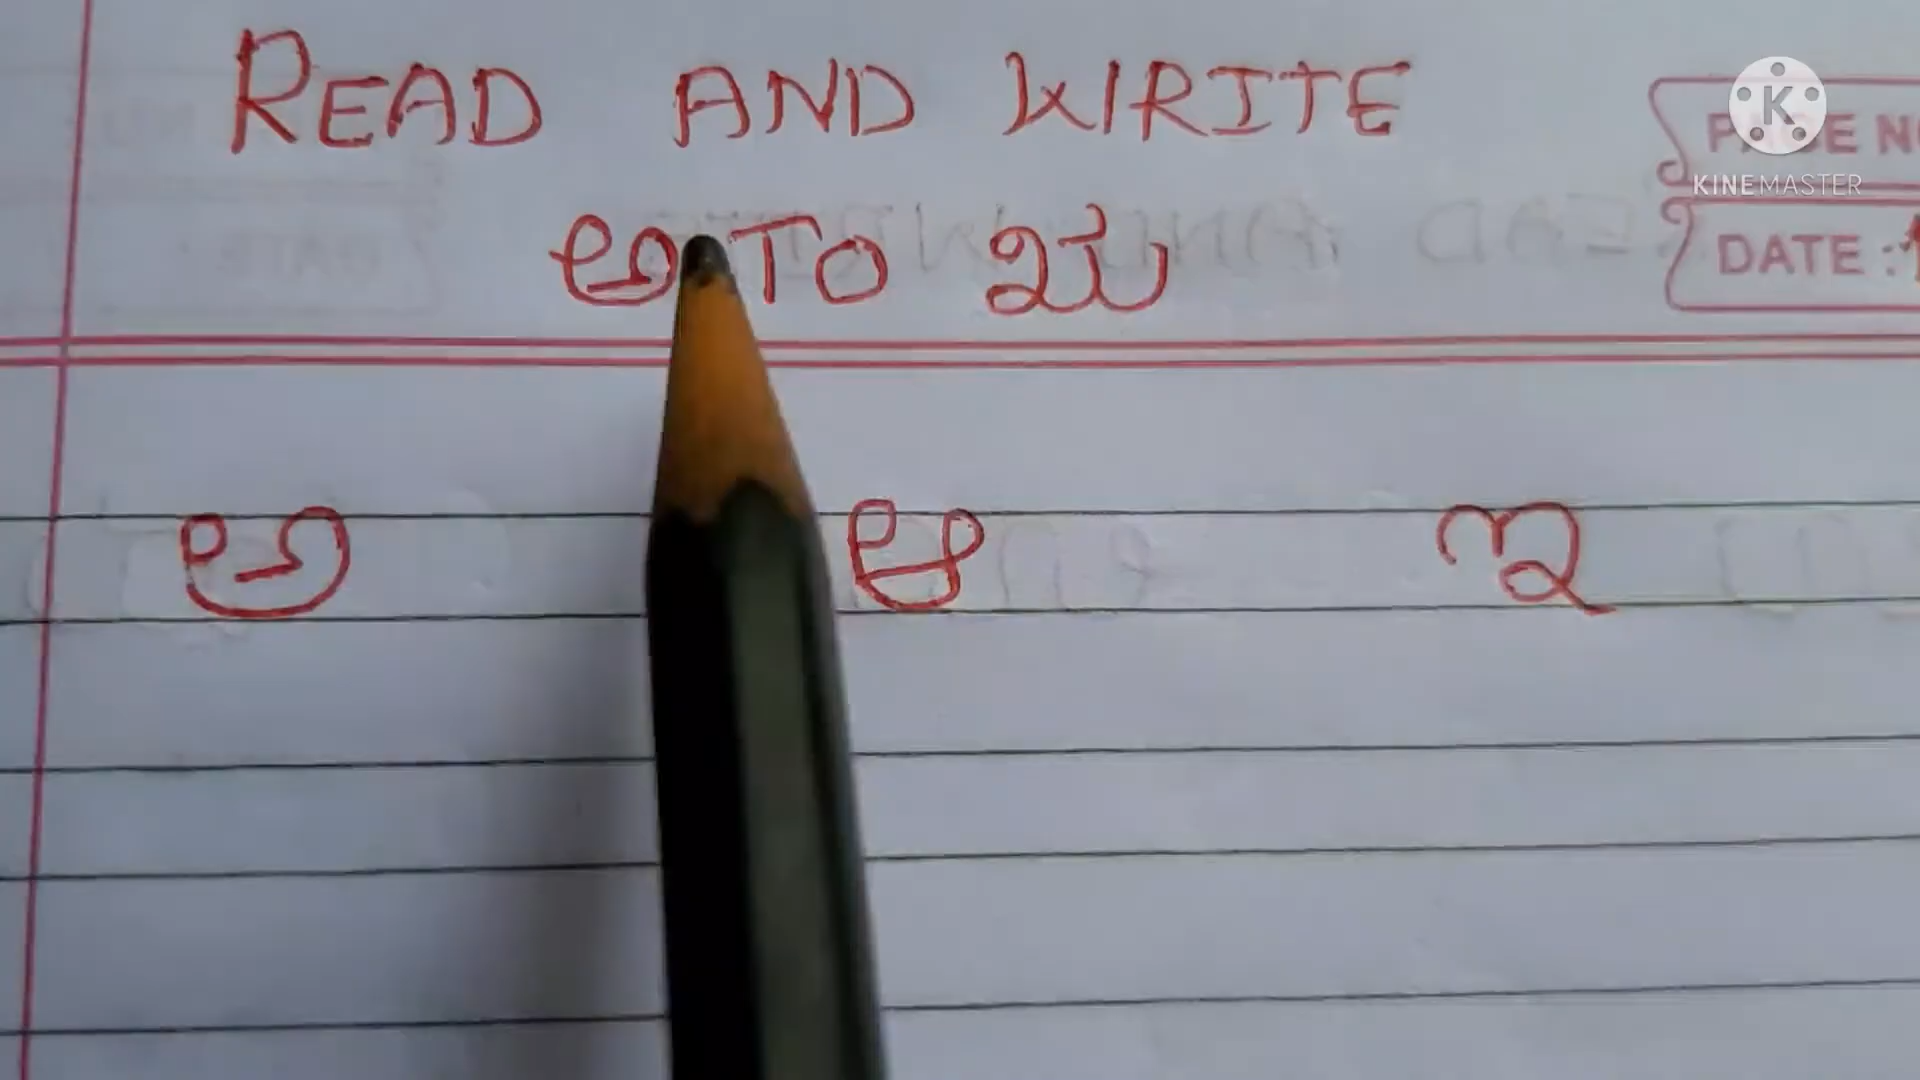 READ AND WRITE
ಅ TO ಋ
KINEMASTER
DATE :
ಅ ಆ ಇ